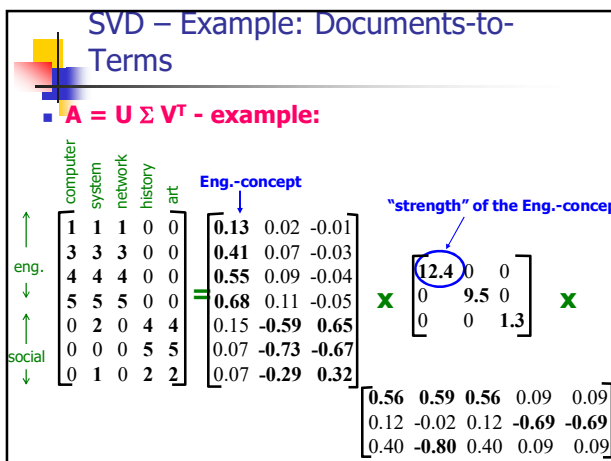 SVD – Example: Documents-to-
Terms
A = U Σ Vᵀ - example:
computer system network history art
Eng.-concept
"strength" of the Eng.-concep
eng.
social
1 1 1 0 0
3 3 3 0 0
4 4 4 0 0
5 5 5 0 0
0 2 0 4 4
0 0 0 5 5
0 1 0 2 2
=
0.13 0.02 -0.01
0.41 0.07 -0.03
0.55 0.09 -0.04
0.68 0.11 -0.05
0.15 -0.59 0.65
0.07 -0.73 -0.67
0.07 -0.29 0.32
x
12.4 0 0
0 9.5 0
0 0 1.3
x
0.56 0.59 0.56 0.09 0.09
0.12 -0.02 0.12 -0.69 -0.69
0.40 -0.80 0.40 0.09 0.09